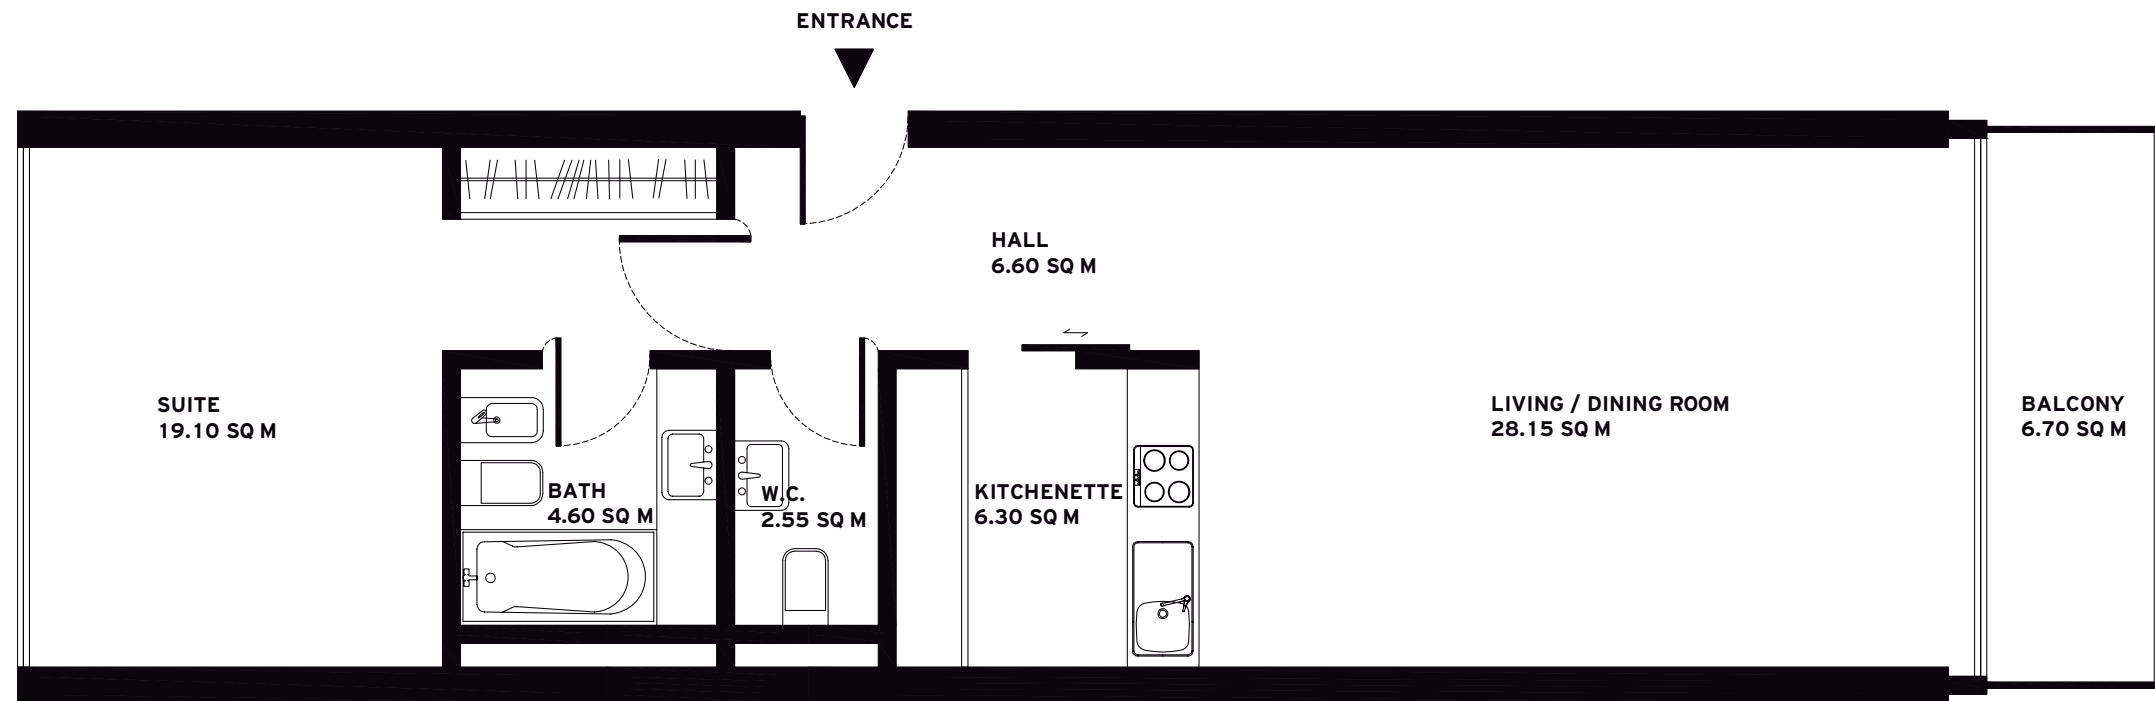 ENTRANCE
HALL
6.60 SQ M
SUITE
19.10 SQ M
LIVING / DINING ROOM
28.15 SQ M
BALCONY
6.70 SQ M
BATH
4.60 SQ M
W.C.
2.55 SQ M
KITCHENETTE
6.30 SQ M